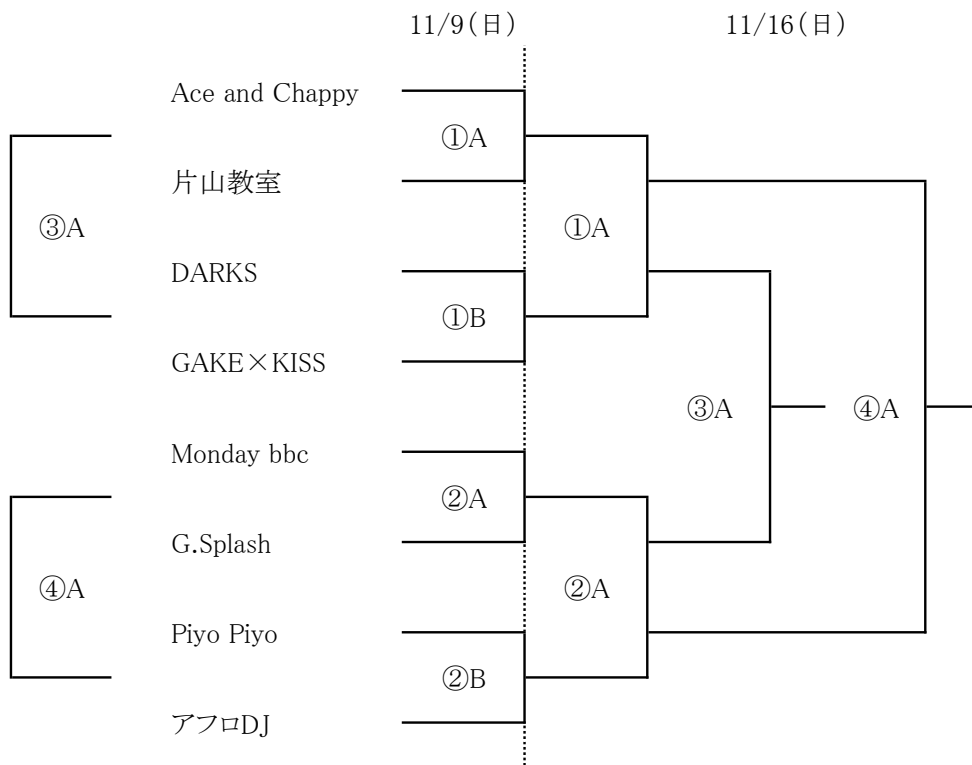 11/9(日) 11/16(日)
Ace and Chappy
①A
片山教室
③A ①A
DARKS
①B
GAKE×KISS
③A ④A
Monday bbc
②A
G.Splash
④A ②A
Piyo Piyo
②B
アフロDJ